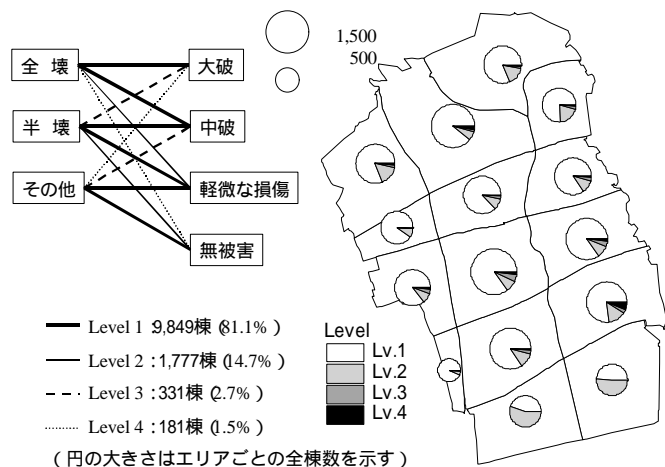 1,500
500
全 壊
大破
半 壊
中破
その他
軽微な損傷
無被害
Level 1 :9,849棟 (81.1% )
Level 2 : 1,777棟 (14.7% )
Level 3 : 331棟 (2.7% )
Level 4 : 181棟 (1.5% )
( 円の大きさはエリアごとの全棟数を示す )
Level
Lv.1
Lv.2
Lv.3
Lv.4